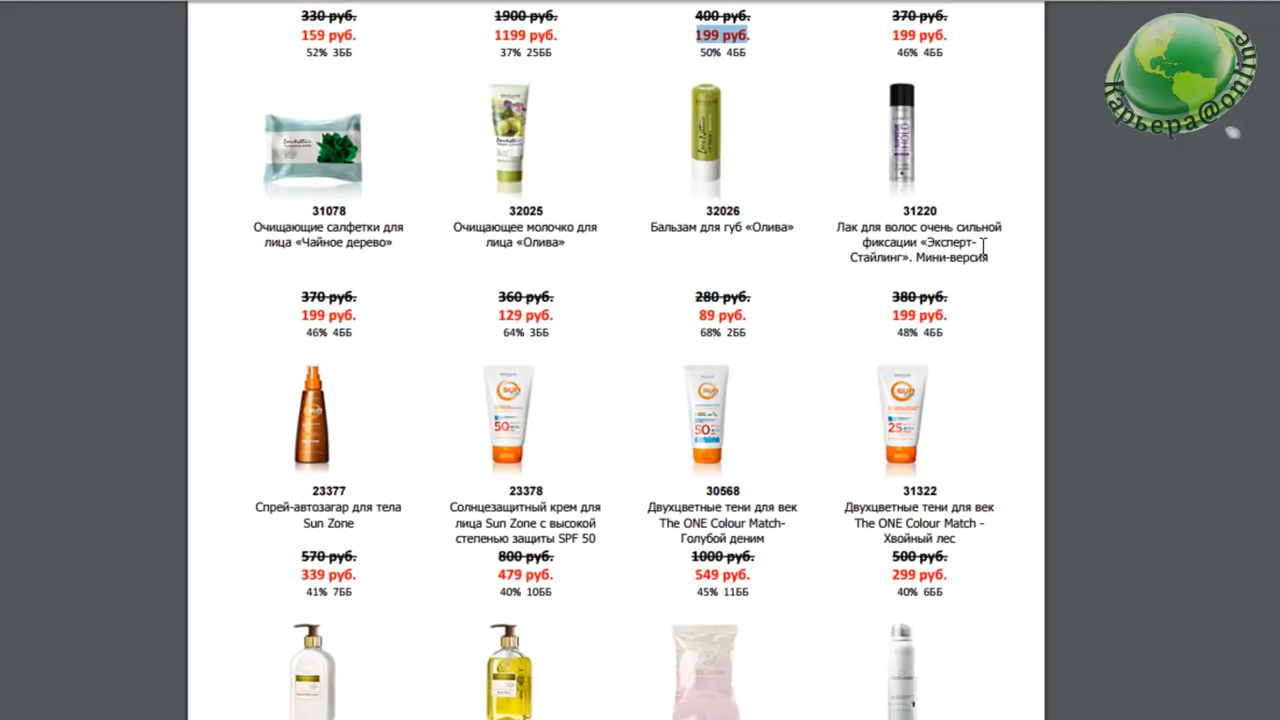 330 руб. 1900 руб. 400 руб. 370 руб.
159 руб. 1199 руб. 199 руб. 199 руб.
52% 3ББ 37% 25ББ 50% 4ББ 46% 4ББ
Карьера@online
31078 32025 32026 31220
Очищающие салфетки для Очищающее молочко для Бальзам для губ «Олива» Лак для волос очень сильной
лица «Чайное дерево» лица «Олива» фиксации «Эксперт-
Стайлинг». Мини-версия
370 руб. 360 руб. 280 руб. 380 руб.
199 руб. 129 руб. 89 руб. 199 руб.
46% 4ББ 64% 3ББ 68% 2ББ 48% 4ББ
SUN SUN SUN
50 50 25
23377 23378 30568 31322
Спрей-автозагар для тела Солнцезащитный крем для Двухцветные тени для век Двухцветные тени для век
Sun Zone лица Sun Zone с высокой The ONE Colour Match- The ONE Colour Match -
степенью защиты SPF 50 Голубой деним Хвойный лес
570 руб. 800 руб. 1000 руб. 500 руб.
339 руб. 479 руб. 549 руб. 299 руб.
41% 7ББ 40% 10ББ 45% 11ББ 40% 6ББ